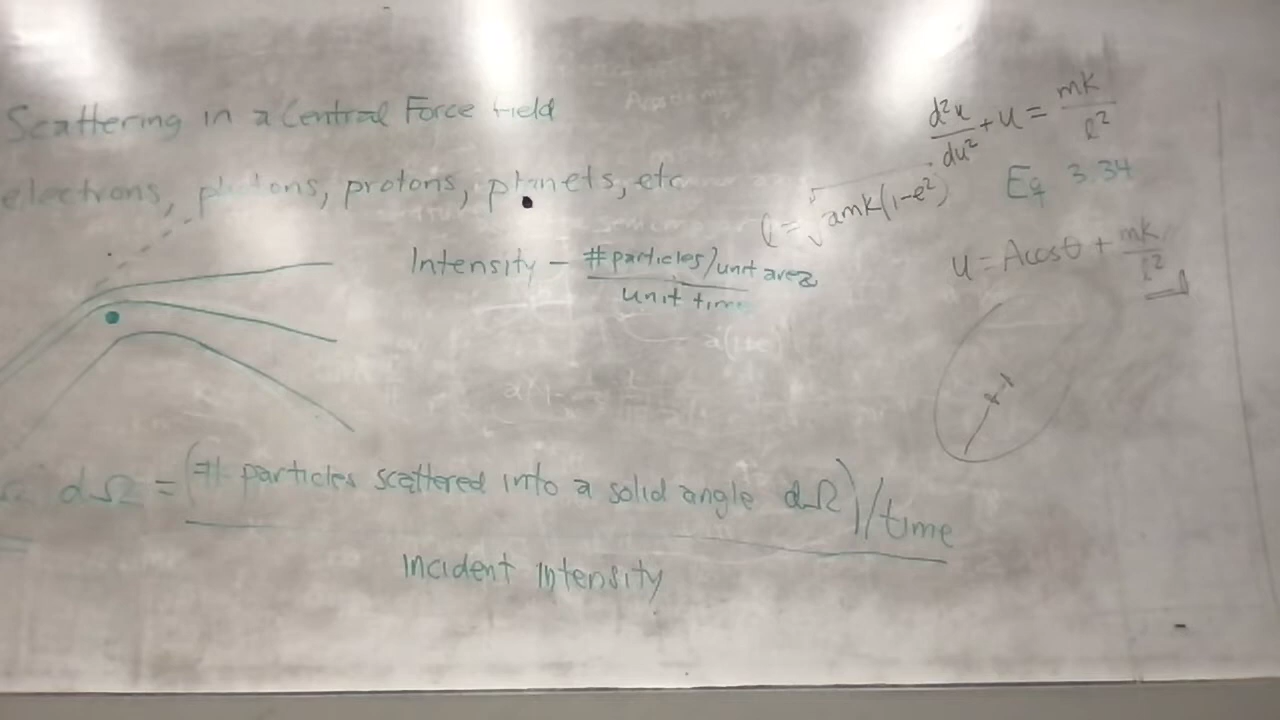 Scattering in a Central Force Field
electrons, photons, protons, planets, etc
Intensity – #particles/unit area
unit time
Ω dΩ = (# particles scattered into a solid angle dΩ)/time
Incident Intensity
d²u/du² + u = mk/l²
Eq 3.34
l = √amk(1-e²)
u = Acosθ + mk/l²